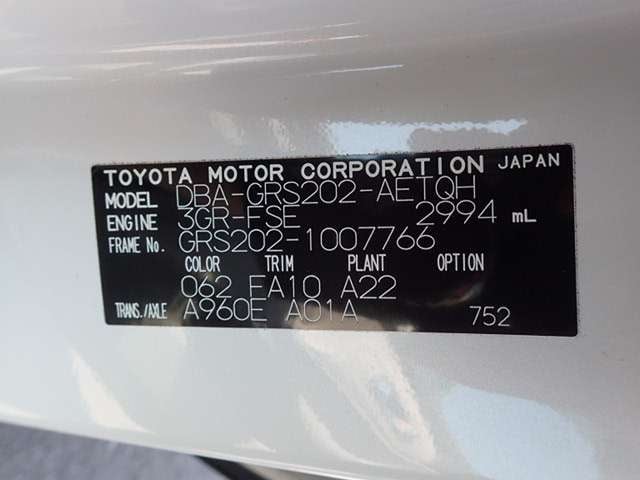 TOYOTA MOTOR CORPORATION JAPAN
MODEL DBA-GRS202-AETQH
ENGINE 3GR-FSE 2994 mL
FRAME No. GRS202-1007766
COLOR TRIM PLANT OPTION
062 FA10 A22
TRANS./AXLE A960E A01A 752